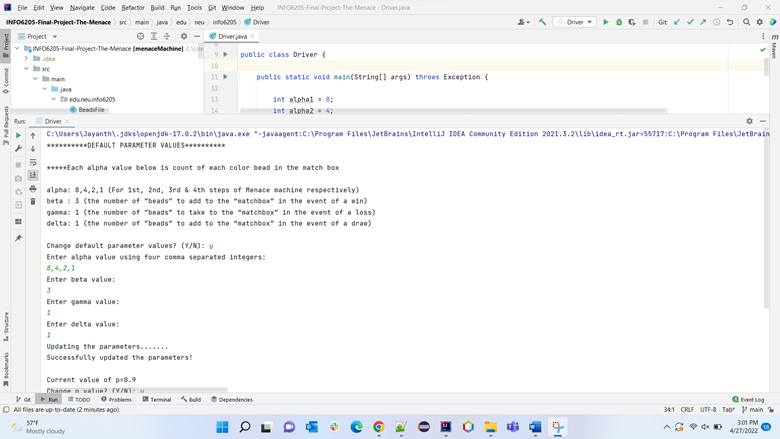 File Edit View Navigate Code Refactor Build Run Tools Git Window Help INFO6205-Final-Project-The-Menace - Driver.java
INFO6205-Final-Project-The-Menace › src › main › java › edu › neu › info6205 › Driver
Driver
Git:
Project
Driver.java
INFO6205-Final-Project-The-Menace [menaceMachine]
.idea
src
main
java
edu.neu.info6205
BeadsFile
9 public class Driver {
10
11 public static void main(String[] args) throws Exception {
12
13 int alpha1 = 8;
14 int alpha2 = 4;
Project
Commit
Pull Requests
Structure
Bookmarks
Maven
Run: Driver
C:\Users\Jayanth\.jdks\openjdk-17.0.2\bin\java.exe "-javaagent:C:\Program Files\JetBrains\IntelliJ IDEA Community Edition 2021.3.2\lib\idea_rt.jar=55717:C:\Program Files\JetBrain
**********DEFAULT PARAMETER VALUES**********
*****Each alpha value below is count of each color bead in the match box
alpha: 8,4,2,1 (For 1st, 2nd, 3rd & 4th steps of Menace machine respectively)
beta : 3 (the number of "beads" to add to the "matchbox" in the event of a win)
gamma: 1 (the number of "beads" to take to the "matchbox" in the event of a loss)
delta: 1 (the number of "beads" to add to the "matchbox" in the event of a draw)
Change default parameter values? (Y/N): y
Enter alpha value using four comma separated integers:
8,4,2,1
Enter beta value:
3
Enter gamma value:
1
Enter delta value:
1
Updating the parameters.......
Successfully updated the parameters!
Current value of p=0.9
Change p value? (Y/N): y
Git Run TODO Problems Terminal Build Dependencies
Event Log
All files are up-to-date (2 minutes ago)
34:1 CRLF UTF-8 Tab* main
57°F
Mostly cloudy
3:01 PM
4/27/2022